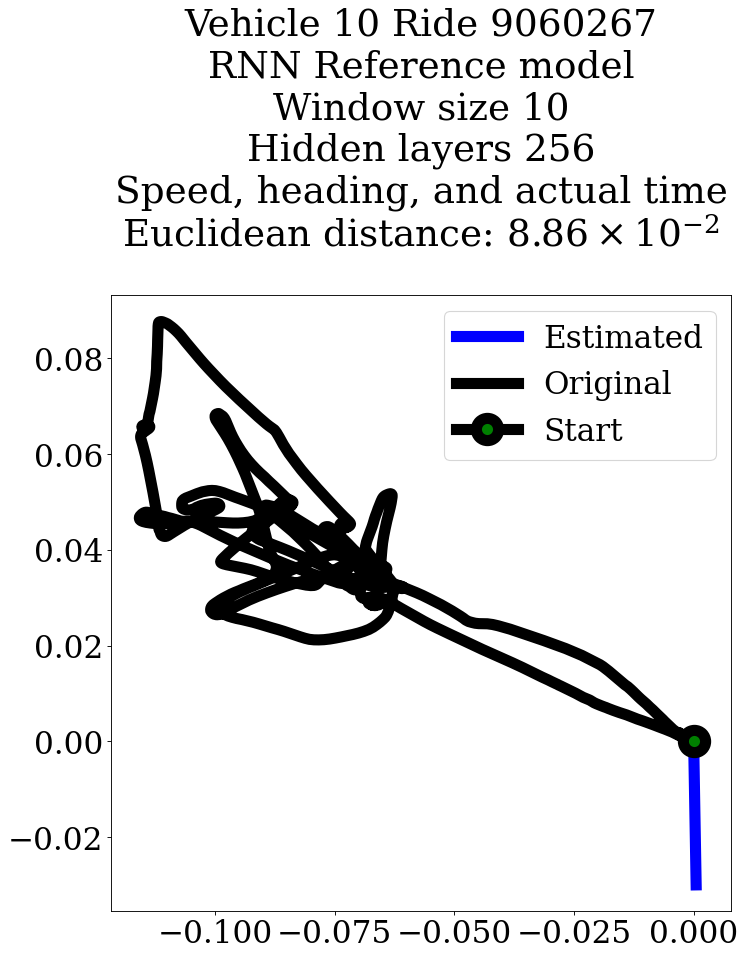 Vehicle 10 Ride 9060267
RNN Reference model
Window size 10
Hidden layers 256
Speed, heading, and actual time
Euclidean distance: 8.86 × 10⁻²
Estimated
Original
Start
0.08
0.06
0.04
0.02
0.00
−0.02
−0.100 −0.075 −0.050 −0.025 0.000